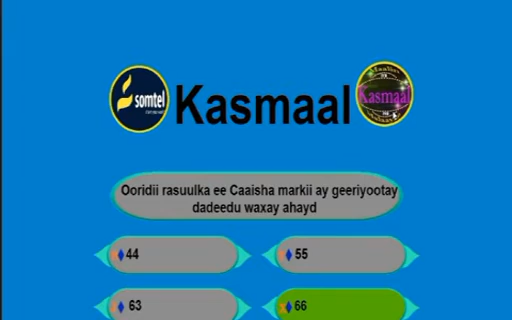 somtel
Kasmaal
Kasmaal
Ooridii rasuulka ee Caaisha markii ay geeriyootay
dadeedu waxay ahayd
44
55
63
66